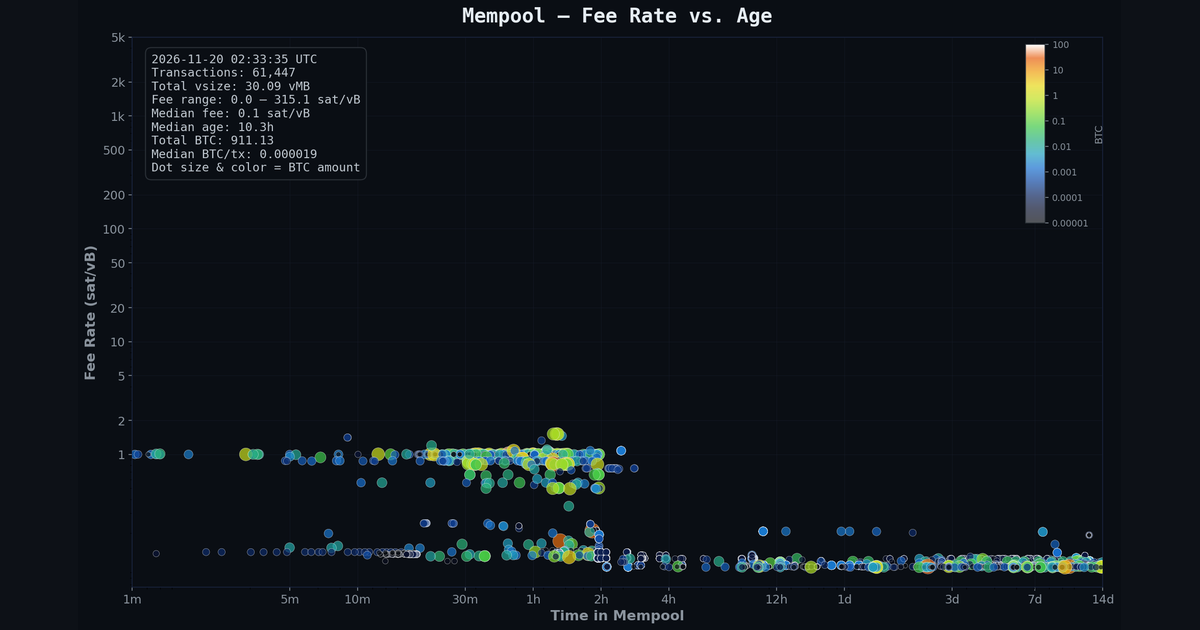 Mempool — Fee Rate vs. Age
2026-11-20 02:33:35 UTC
Transactions: 61,447
Total vsize: 30.09 vMB
Fee range: 0.0 – 315.1 sat/vB
Median fee: 0.1 sat/vB
Median age: 10.3h
Total BTC: 911.13
Median BTC/tx: 0.000019
Dot size & color = BTC amount
5k
2k
1k
500
200
100
50
20
10
5
2
1
Fee Rate (sat/vB)
100
10
1
0.1
0.01
0.001
0.0001
0.00001
BTC
1m 5m 10m 30m 1h 2h 4h 12h 1d 3d 7d 14d
Time in Mempool